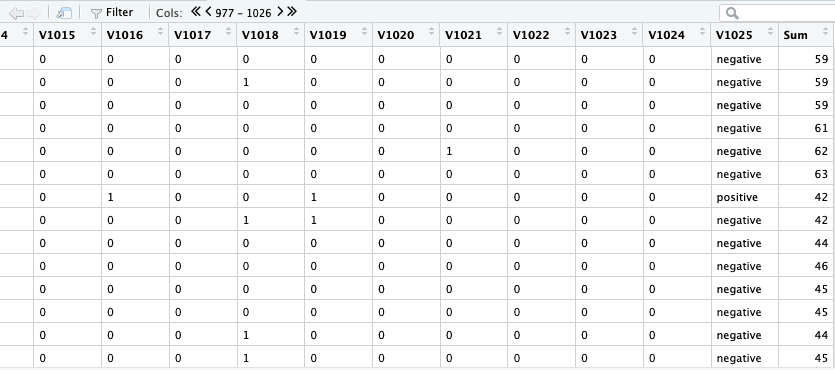 Filter Cols: 977 - 1026
4 V1015 V1016 V1017 V1018 V1019 V1020 V1021 V1022 V1023 V1024 V1025 Sum
0 0 0 0 0 0 0 0 0 0 negative 59
0 0 0 1 0 0 0 0 0 0 negative 59
0 0 0 0 0 0 0 0 0 0 negative 59
0 0 0 0 0 0 0 0 0 0 negative 61
0 0 0 0 0 0 1 0 0 0 negative 62
0 0 0 0 0 0 0 0 0 0 negative 63
0 1 0 0 1 0 0 0 0 0 positive 42
0 0 0 1 1 0 0 0 0 0 negative 42
0 0 0 0 0 0 0 0 0 0 negative 44
0 0 0 0 0 0 0 0 0 0 negative 46
0 0 0 0 0 0 0 0 0 0 negative 45
0 0 0 0 0 0 0 0 0 0 negative 45
0 0 0 1 0 0 0 0 0 0 negative 44
0 0 0 1 0 0 0 0 0 0 negative 45